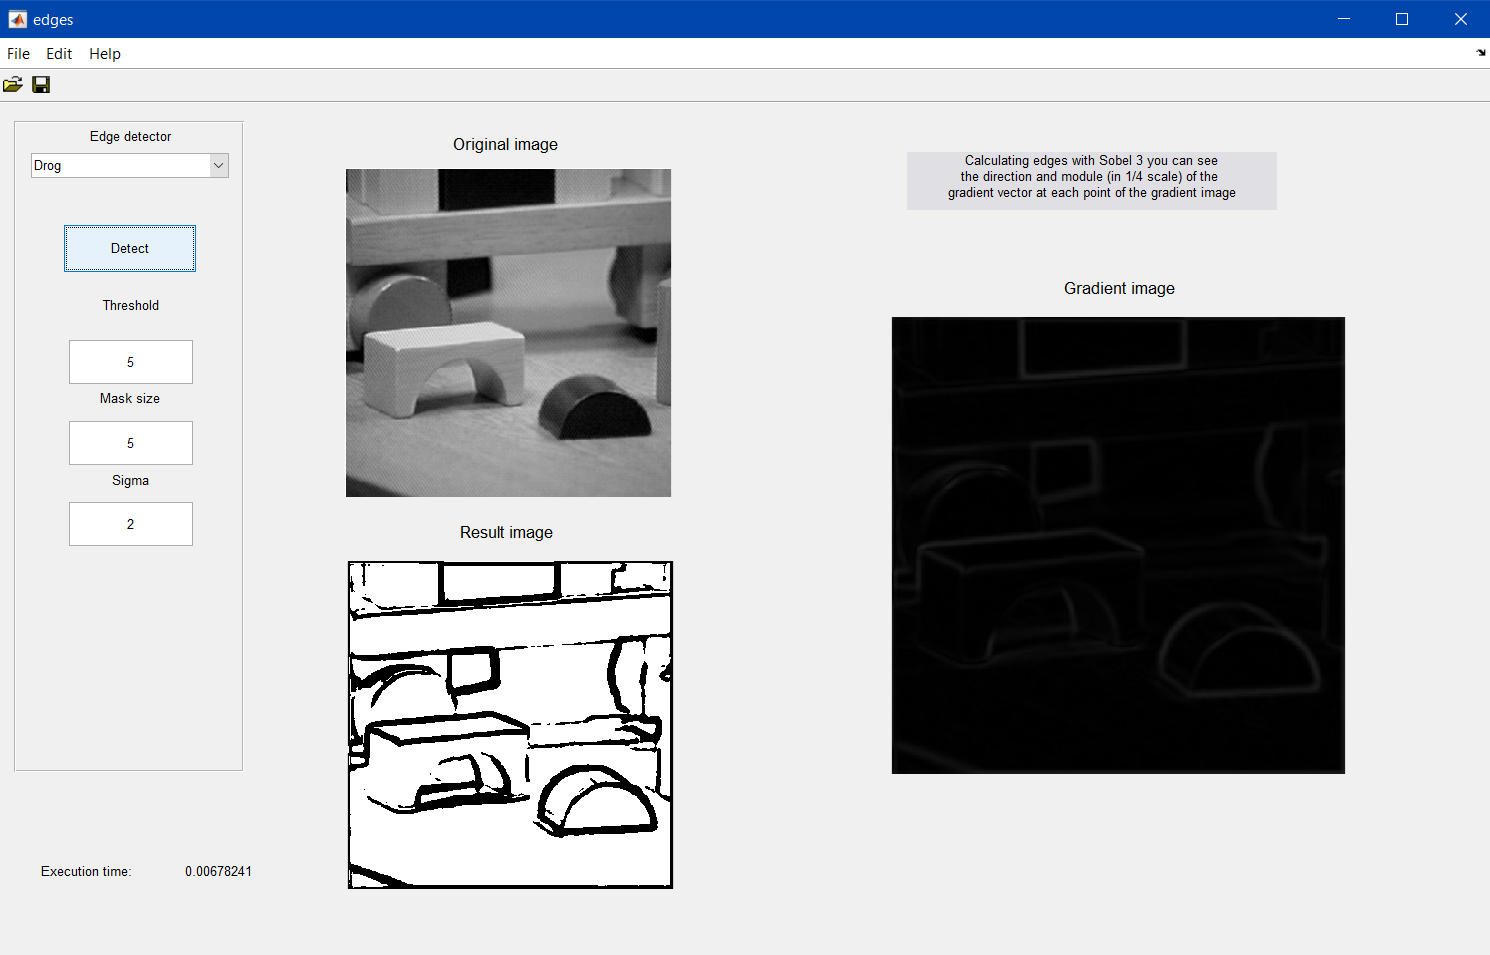 edges
File Edit Help
Edge detector
Drog
Detect
Threshold
5
Mask size
5
Sigma
2
Execution time: 0.00678241
Original image
Result image
Calculating edges with Sobel 3 you can see
the direction and module (in 1/4 scale) of the
gradient vector at each point of the gradient image
Gradient image